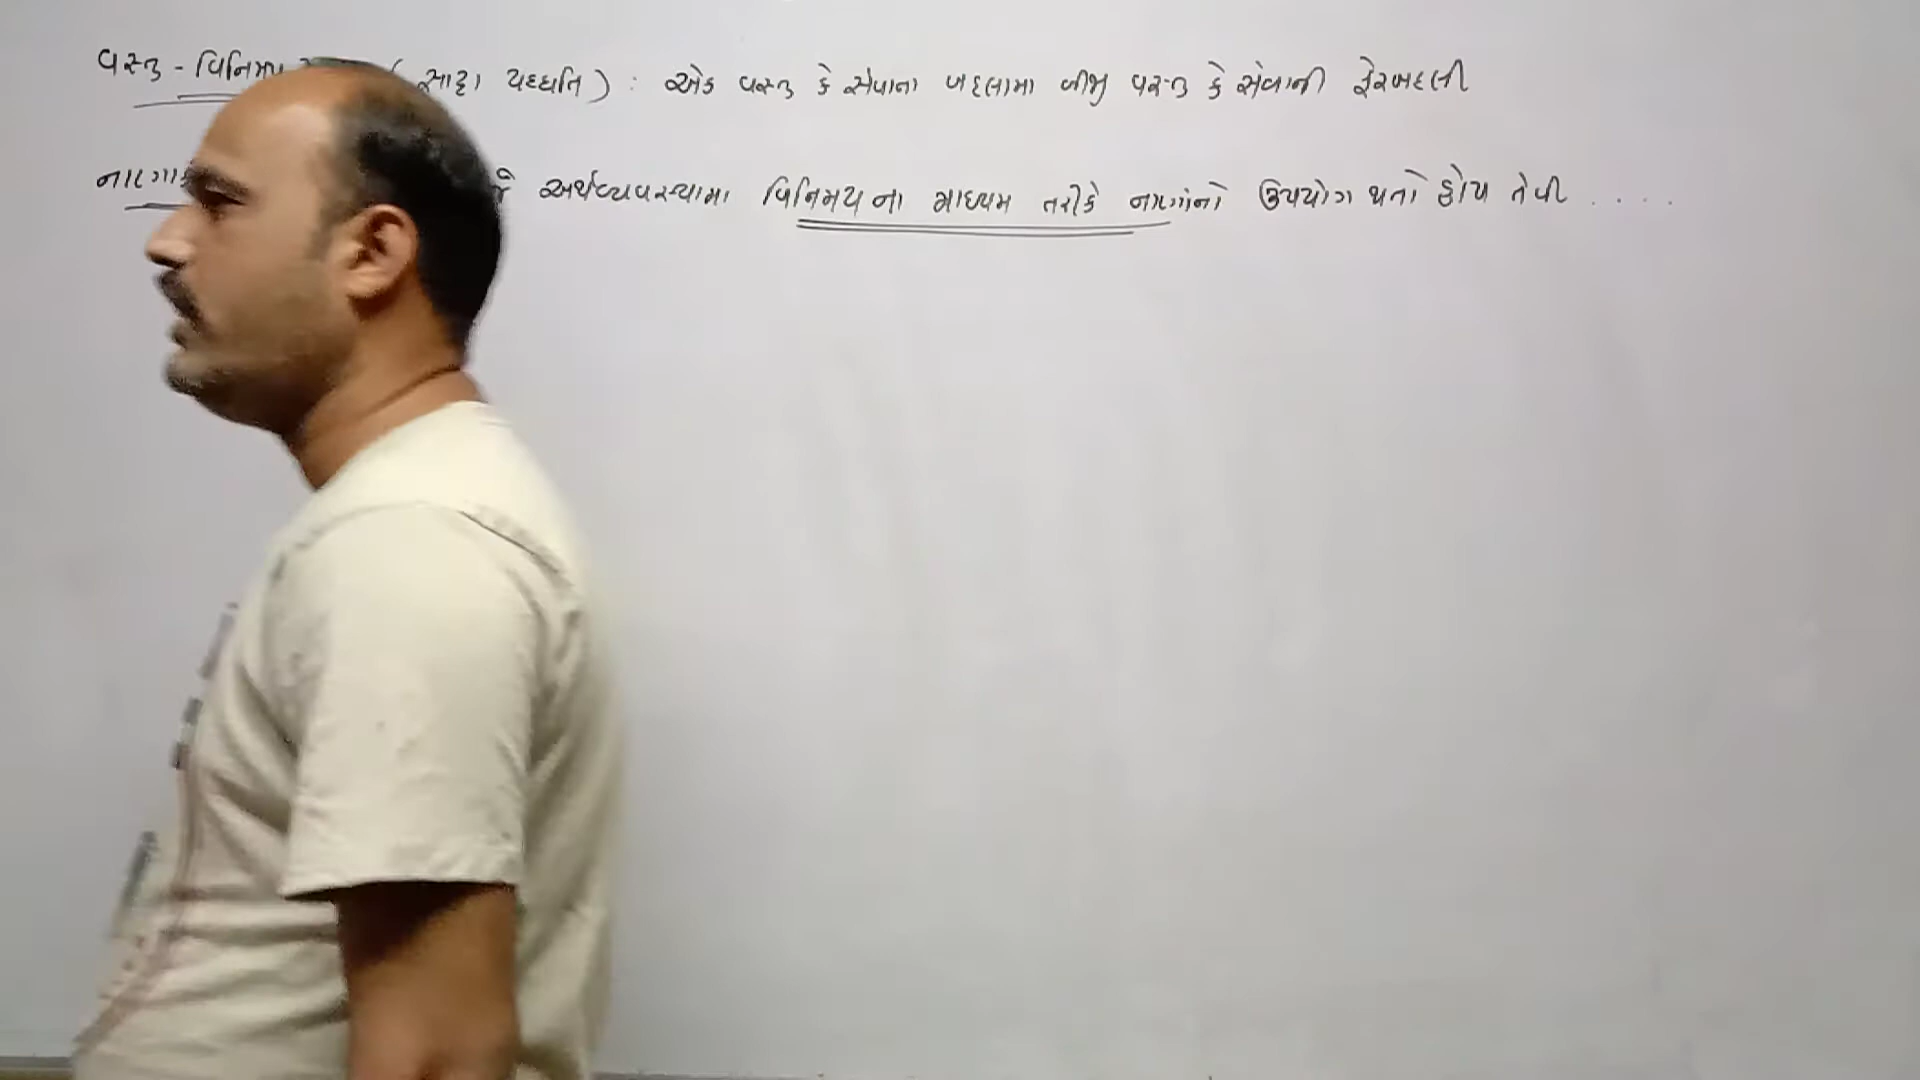 વસ્તુ - વિનિમય ( સાટા પદ્ધતિ ) : એક વસ્તુ કે સેવાના બદલામા બીજી વસ્તુ કે સેવાની ફેરબદલી
જે અર્થવ્યવસ્થામા વિનિમયના માધ્યમ તરીકે નાણાંનો ઉપયોગ થતો હોય તેવી . . . .